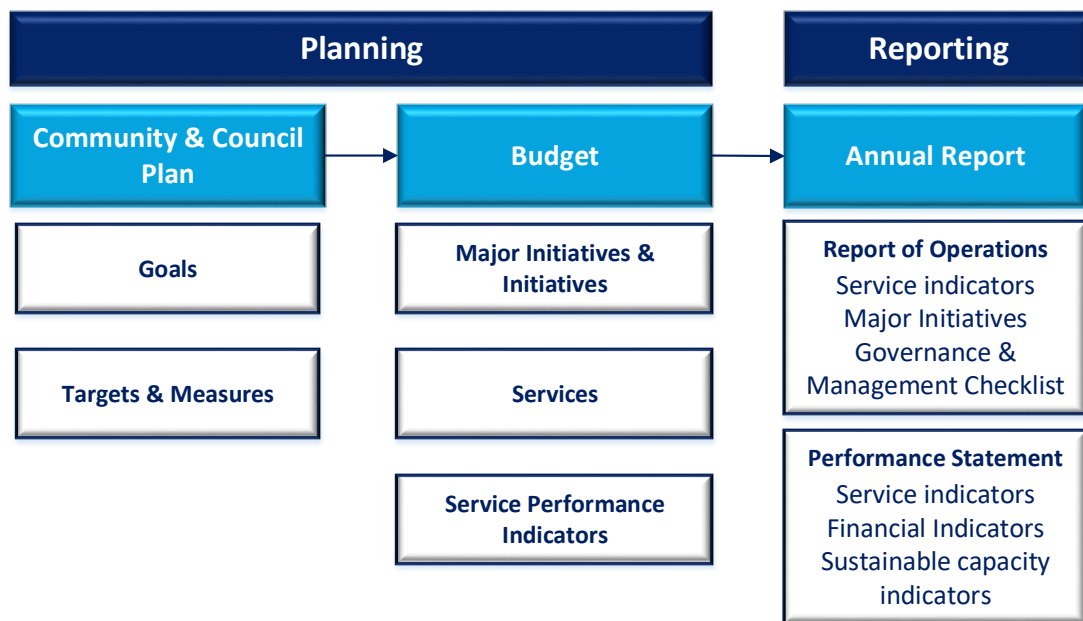 Planning
Reporting
Community & Council
Plan
Budget
Annual Report
Goals
Targets & Measures
Major Initiatives &
Initiatives
Services
Service Performance
Indicators
Report of Operations
Service indicators
Major Initiatives
Governance &
Management Checklist
Performance Statement
Service indicators
Financial Indicators
Sustainable capacity
indicators